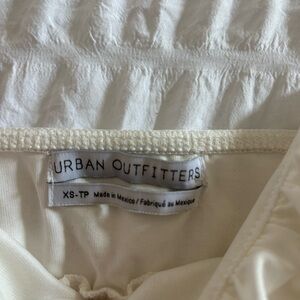 URBAN OUTFITTERS
XS-TP Made in Mexico / Fabriqué au Mexique